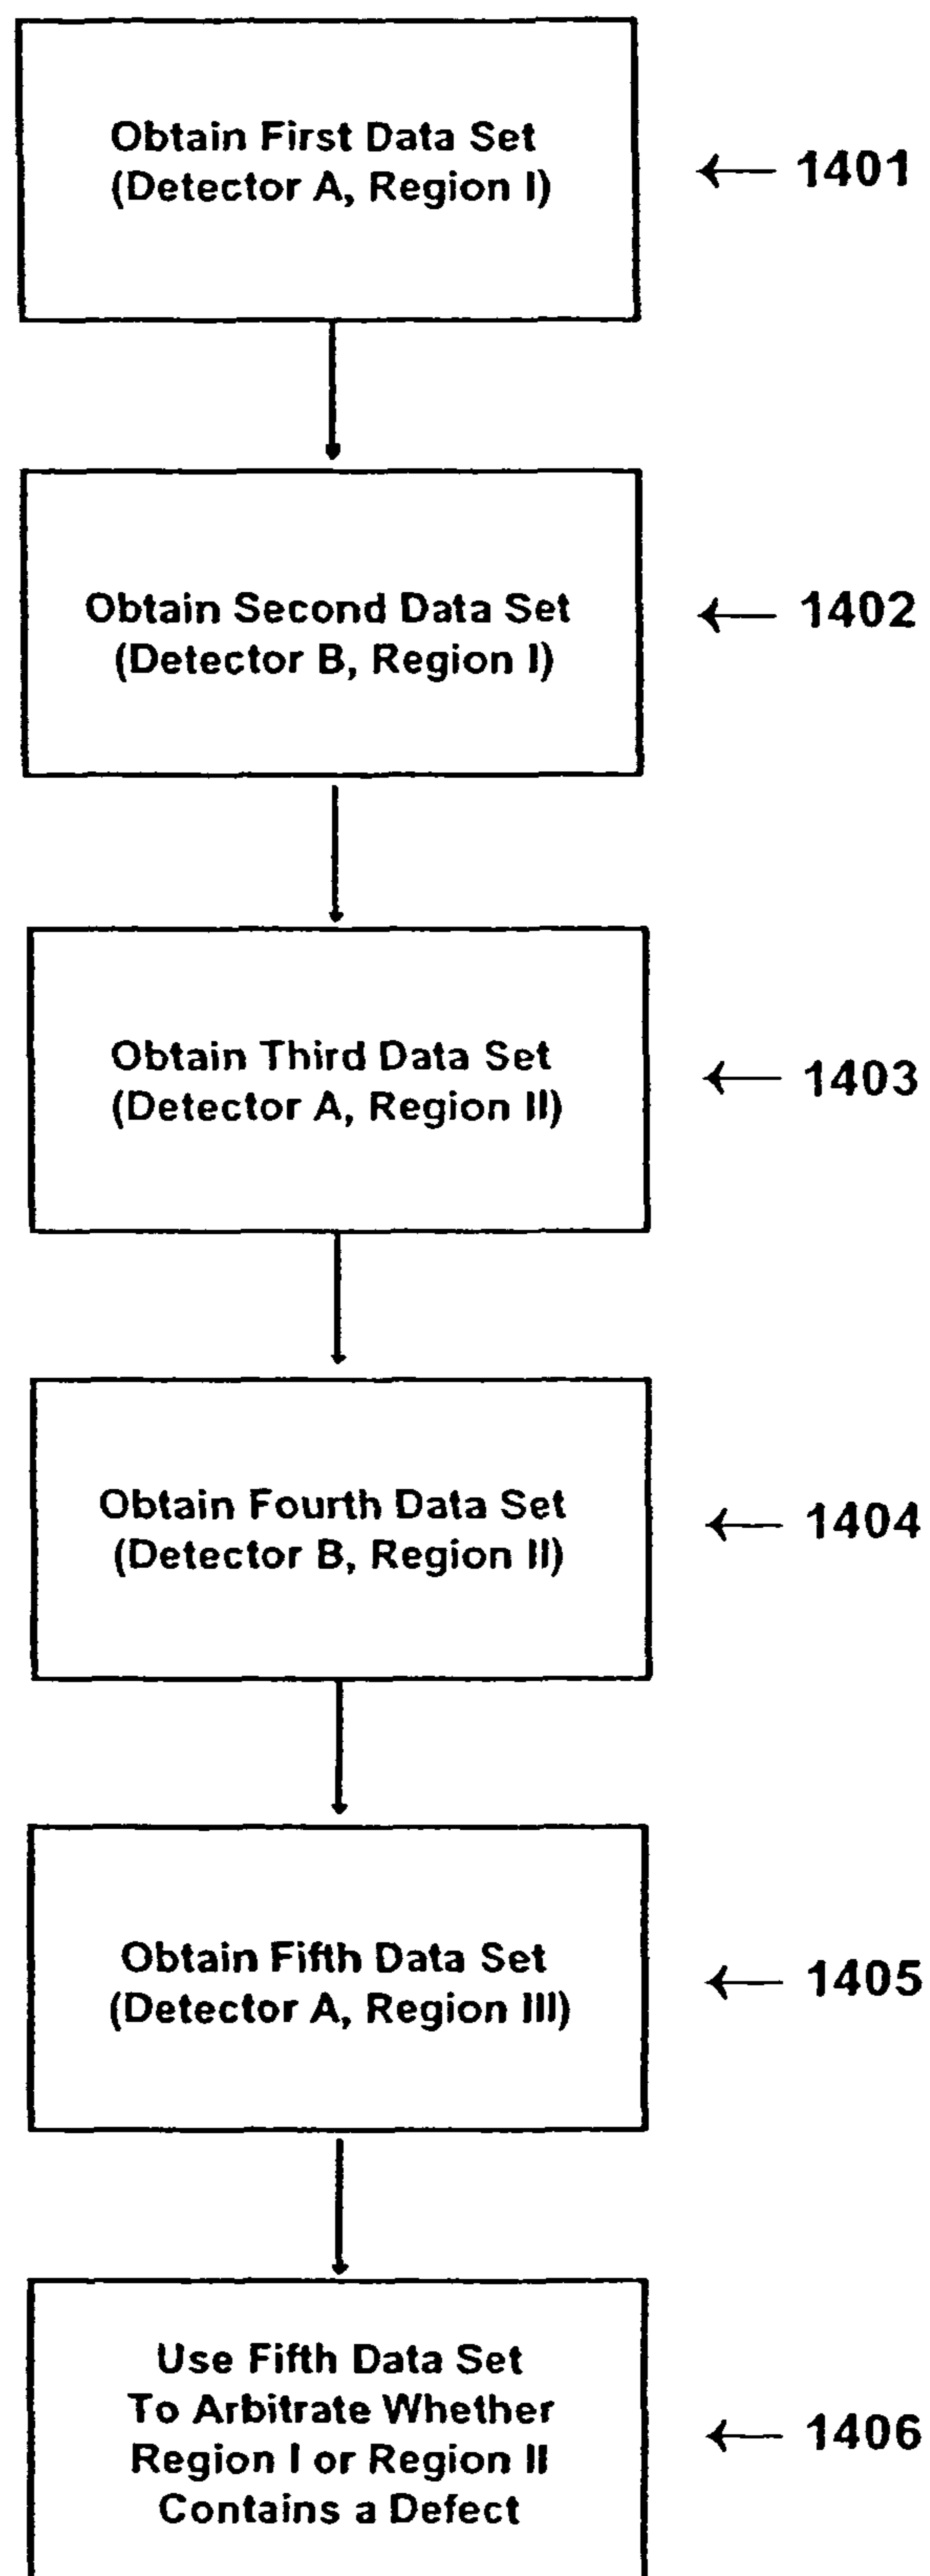 Obtain First Data Set
(Detector A, Region I)
1401
Obtain Second Data Set
(Detector B, Region I)
1402
Obtain Third Data Set
(Detector A, Region II)
1403
Obtain Fourth Data Set
(Detector B, Region II)
1404
Obtain Fifth Data Set
(Detector A, Region III)
1405
Use Fifth Data Set
To Arbitrate Whether
Region I or Region II
Contains a Defect
1406